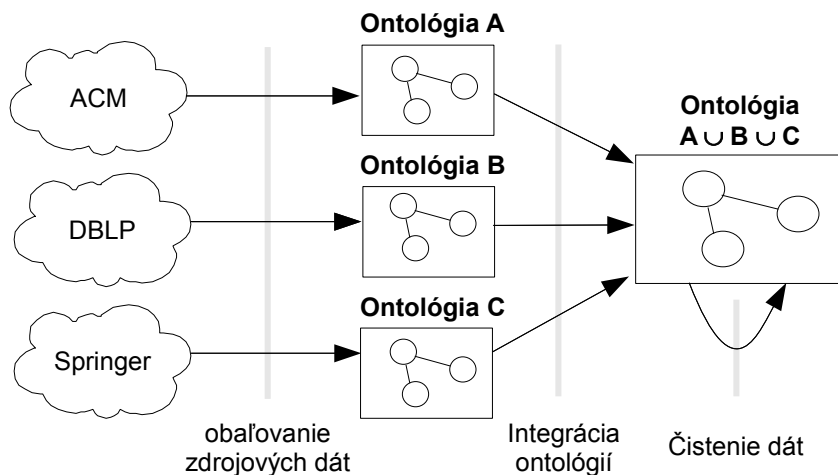 Ontológia A
ACM
Ontológia
A ∪ B ∪ C
Ontológia B
DBLP
Ontológia C
Springer
obaľovanie
zdrojových dát
Integrácia
ontológií
Čistenie dát